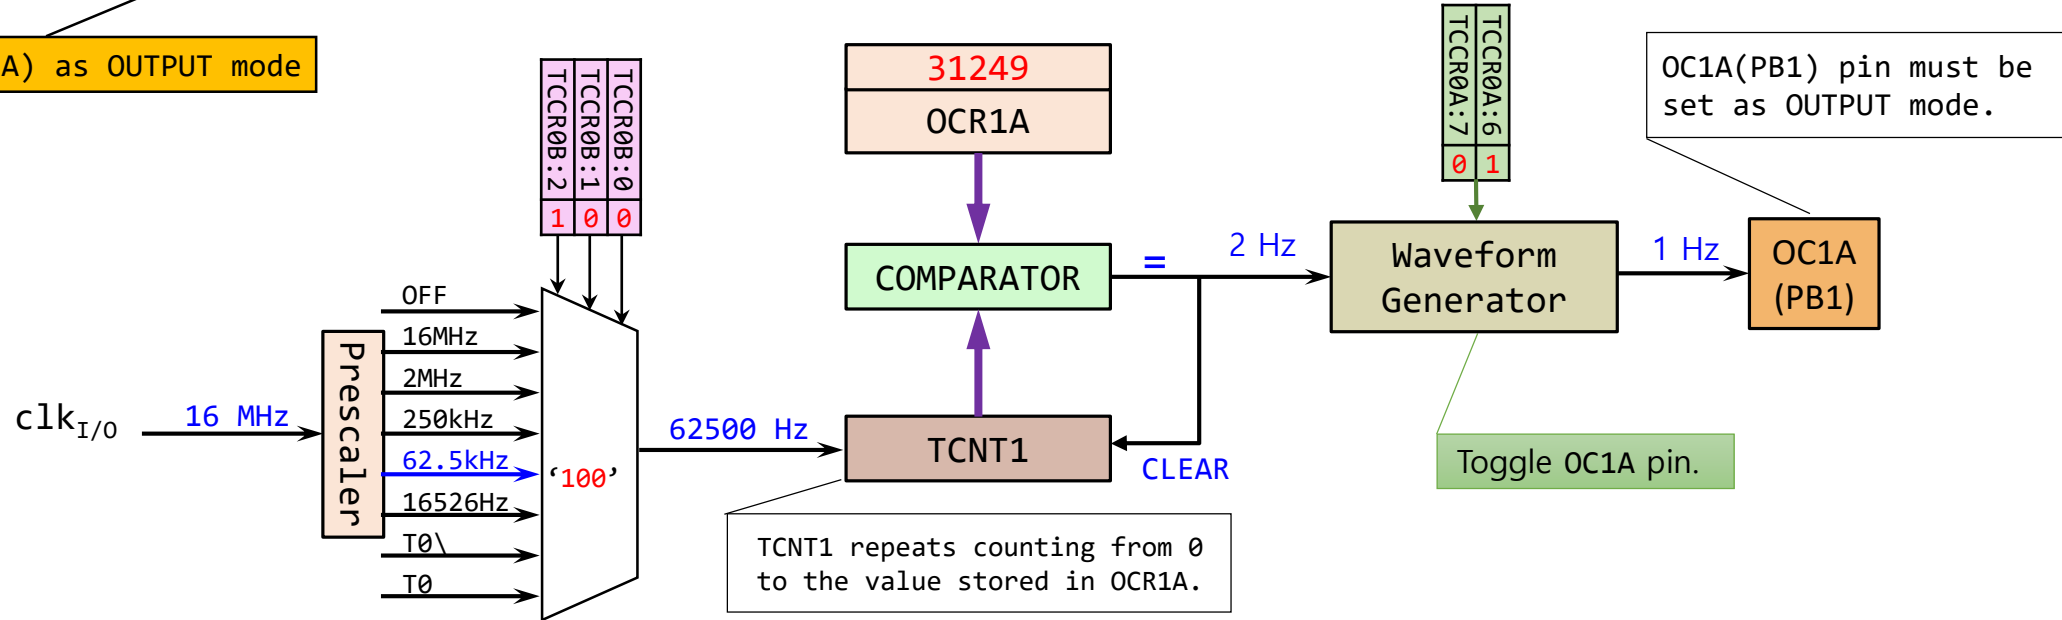 A) as OUTPUT mode
TCCR0B:2
TCCR0B:1
TCCR0B:0
1 0 0
31249
OCR1A
TCCR0A:7
TCCR0A:6
0 1
OC1A(PB1) pin must be
set as OUTPUT mode.
COMPARATOR
=
2 Hz
Waveform
Generator
1 Hz
OC1A
(PB1)
clkI/O
16 MHz
Prescaler
OFF
16MHz
2MHz
250kHz
62.5kHz
16526Hz
T0\
T0
‘100’
62500 Hz
TCNT1
CLEAR
Toggle OC1A pin.
TCNT1 repeats counting from 0
to the value stored in OCR1A.